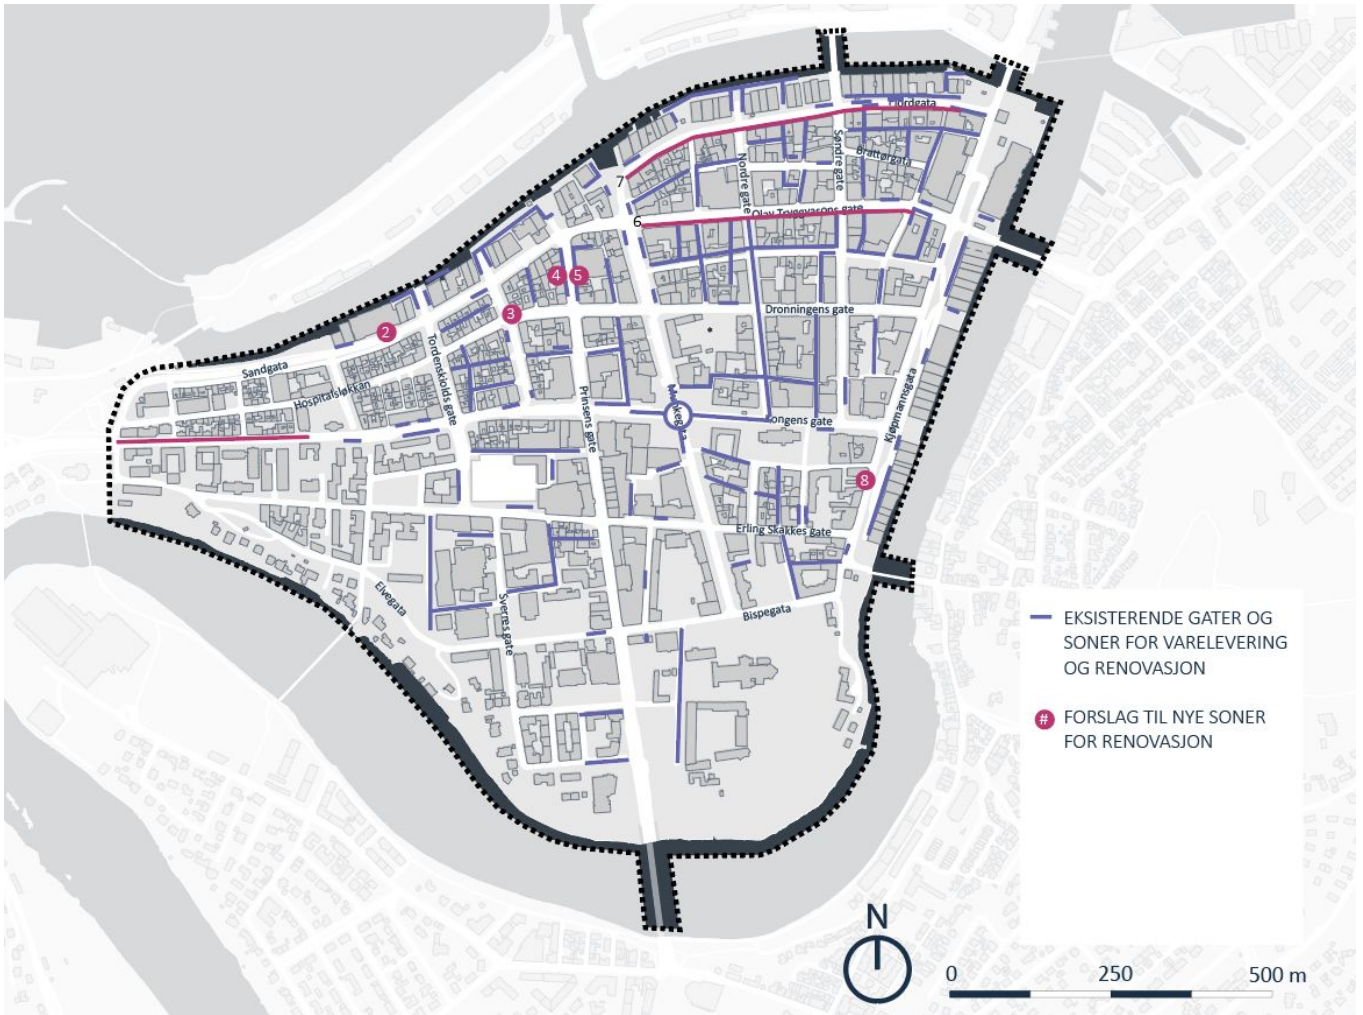 Fjordgata
Brattørgata
Søndre gate
Nordre gate
7
6
Olav Tryggvasons gate
4
5
3
2
Dronningens gate
Sandgata
Hospitalsløkkan
Tordenskiolds gate
Prinsens gate
Munkegata
Kongens gate
Kjøpmannsgata
8
Erling Skakkes gate
Elvegata
Sverres gate
Bispegata
EKSISTERENDE GATER OG
SONER FOR VARELEVERING
OG RENOVASJON
# FORSLAG TIL NYE SONER
FOR RENOVASJON
N
0 250 500 m